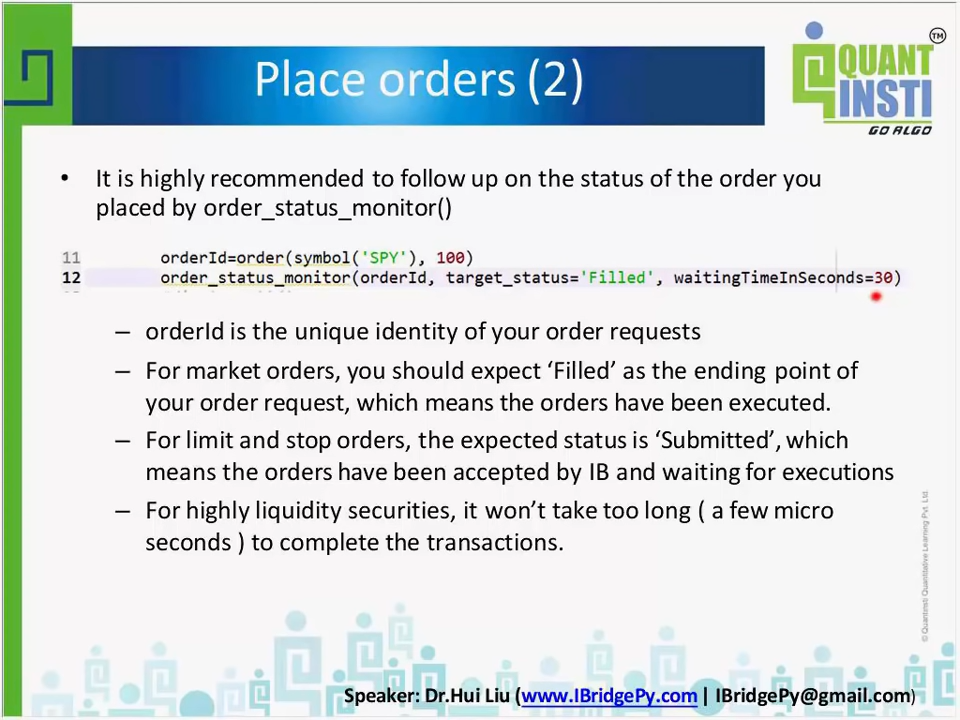 Place orders (2)
QUANT
INSTI
TM
GO ALGO
• It is highly recommended to follow up on the status of the order you
placed by order_status_monitor()
11 orderId=order(symbol('SPY'), 100)
12 order_status_monitor(orderId, target_status='Filled', waitingTimeInSeconds=30)
– orderId is the unique identity of your order requests
– For market orders, you should expect ‘Filled’ as the ending point of
your order request, which means the orders have been executed.
– For limit and stop orders, the expected status is ‘Submitted’, which
means the orders have been accepted by IB and waiting for executions
– For highly liquidity securities, it won’t take too long ( a few micro
seconds ) to complete the transactions.
© QuantInsti Quantitative Learning Pvt. Ltd.
Speaker: Dr.Hui Liu (www.IBridgePy.com | IBridgePy@gmail.com)